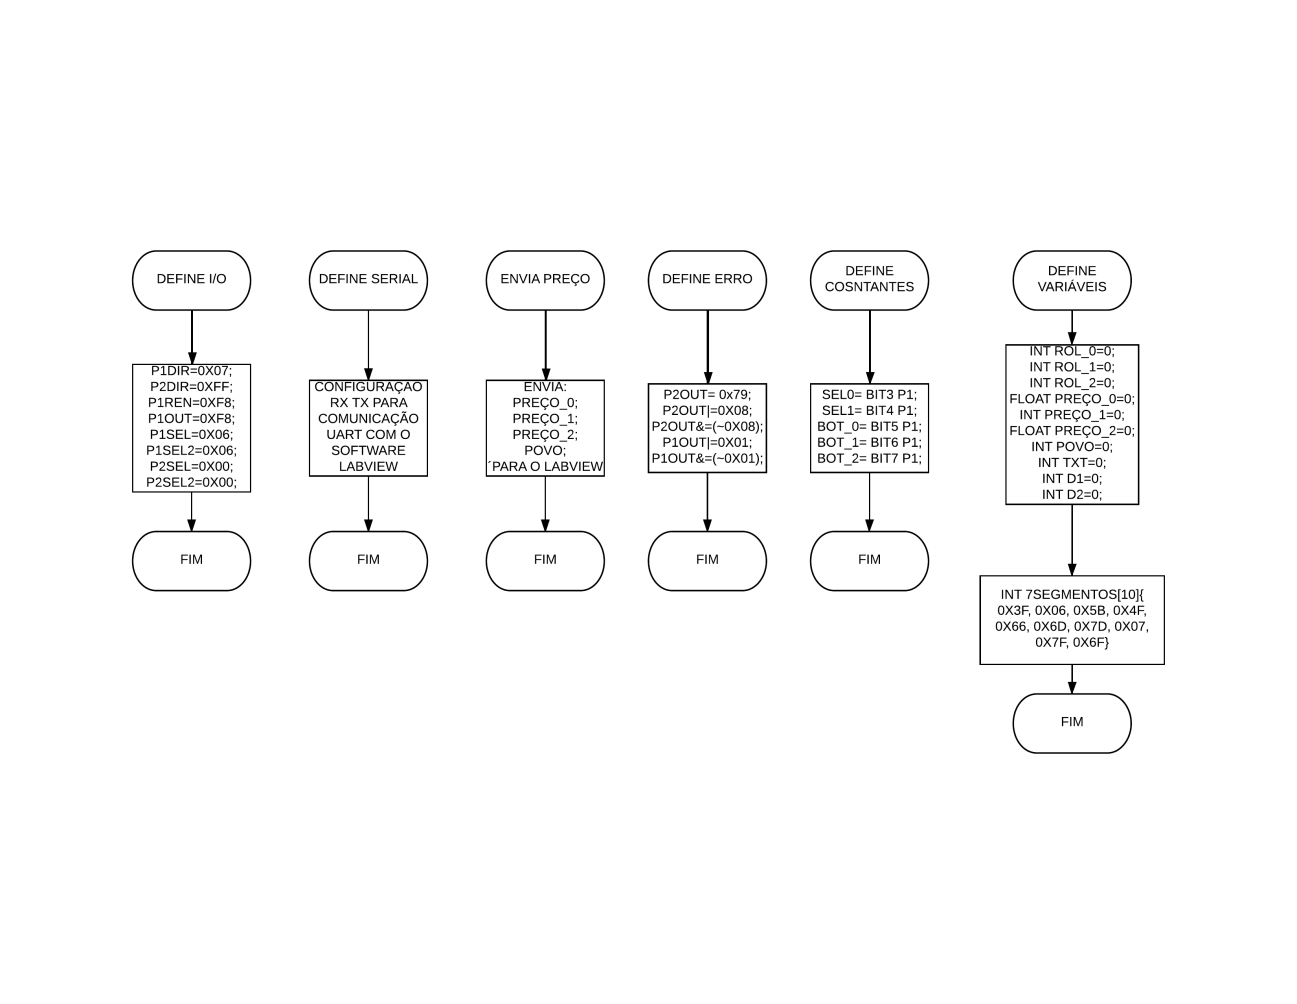 DEFINE I/O
P1DIR=0X07;
P2DIR=0XFF;
P1REN=0XF8;
P1OUT=0XF8;
P1SEL=0X06;
P1SEL2=0X06;
P2SEL=0X00;
P2SEL2=0X00;
FIM
DEFINE SERIAL
CONFIGURAÇÃO
RX TX PARA
COMUNICAÇÃO
UART COM O
SOFTWARE
LABVIEW
FIM
ENVIA PREÇO
ENVIA:
PREÇO_0;
PREÇO_1;
PREÇO_2;
POVO;
´PARA O LABVIEW
FIM
DEFINE ERRO
P2OUT= 0x79;
P2OUT|=0X08;
P2OUT&=(~0X08);
P1OUT|=0X01;
P1OUT&=(~0X01);
FIM
DEFINE
COSNTANTES
SEL0= BIT3 P1;
SEL1= BIT4 P1;
BOT_0= BIT5 P1;
BOT_1= BIT6 P1;
BOT_2= BIT7 P1;
FIM
DEFINE
VARIÁVEIS
INT ROL_0=0;
INT ROL_1=0;
INT ROL_2=0;
FLOAT PREÇO_0=0;
INT PREÇO_1=0;
FLOAT PREÇO_2=0;
INT POVO=0;
INT TXT=0;
INT D1=0;
INT D2=0;
INT 7SEGMENTOS[10]{
0X3F, 0X06, 0X5B, 0X4F,
0X66, 0X6D, 0X7D, 0X07,
0X7F, 0X6F}
FIM